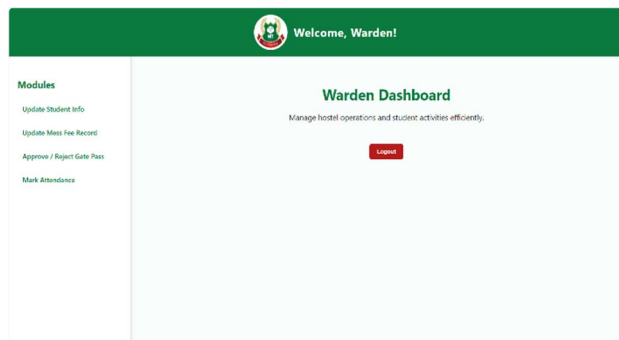 Welcome, Warden!
Modules
Update Student Info
Update Mess Fee Record
Approve / Reject Gate Pass
Mark Attendance
Warden Dashboard
Manage hostel operations and student activities efficiently.
Logout